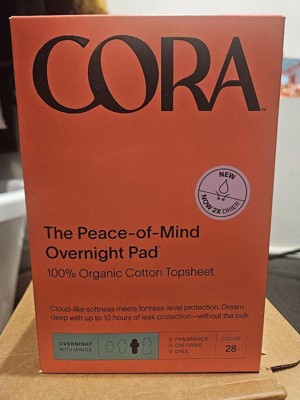 CORA™
NEW
NOW 2X DRIER
The Peace-of-Mind
Overnight Pad™
100% Organic Cotton Topsheet
Cloud-like softness meets fortress-level protection. Dream
deep with up to 10 hours of leak protection—without the bulk.
OVERNIGHT
WITH WINGS
FRAGRANCE
CHLORINE
DYES
COUNT
28